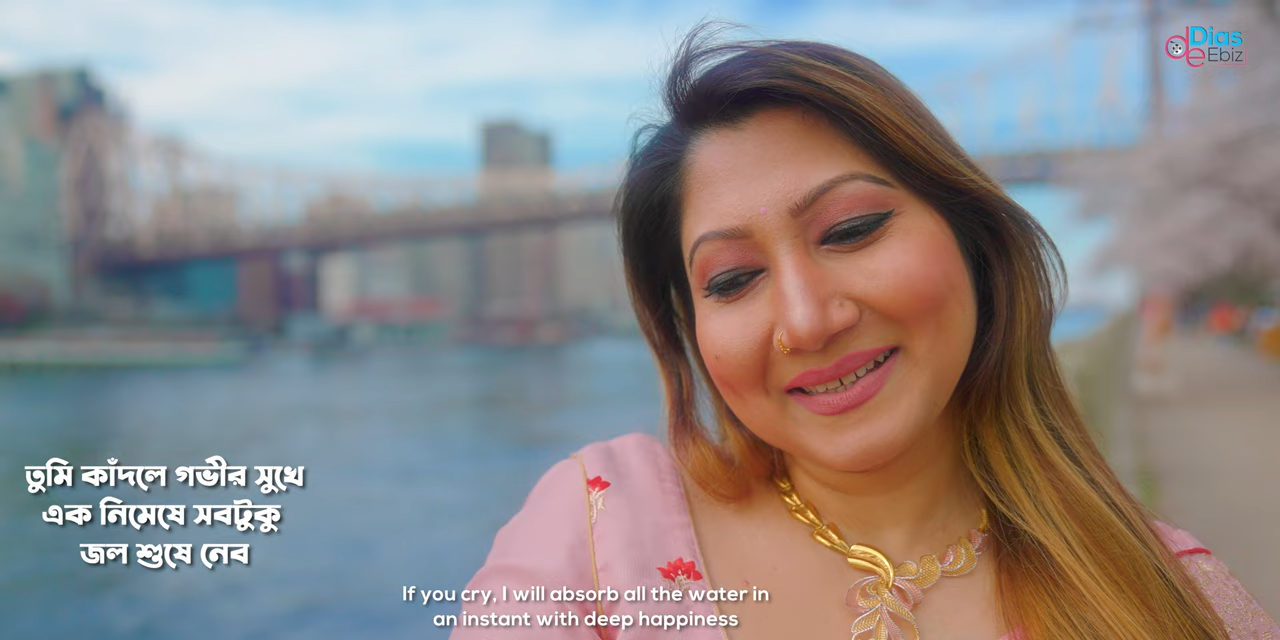 Dias
de Ebiz
তুমি কাঁদলে গভীর সুখে
এক নিমেষে সবটুকু
জল শুষে নেব
If you cry, I will absorb all the water in
an instant with deep happiness